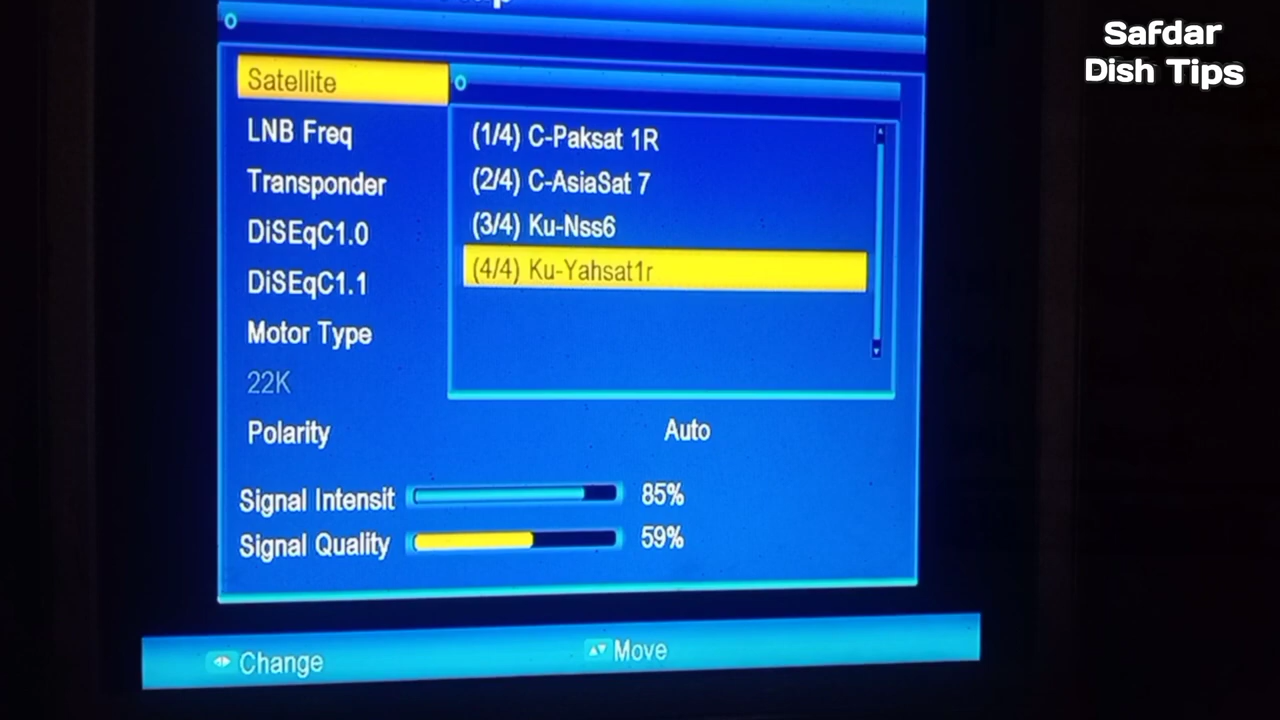 Safdar
Dish Tips
Satellite
LNB Freq
Transponder
DiSEqC1.0
DiSEqC1.1
Motor Type
22K
Polarity
(1/4) C-Paksat 1R
(2/4) C-AsiaSat 7
(3/4) Ku-Nss6
(4/4) Ku-Yahsat1r
Auto
Signal Intensit 85%
Signal Quality 59%
Change
Move